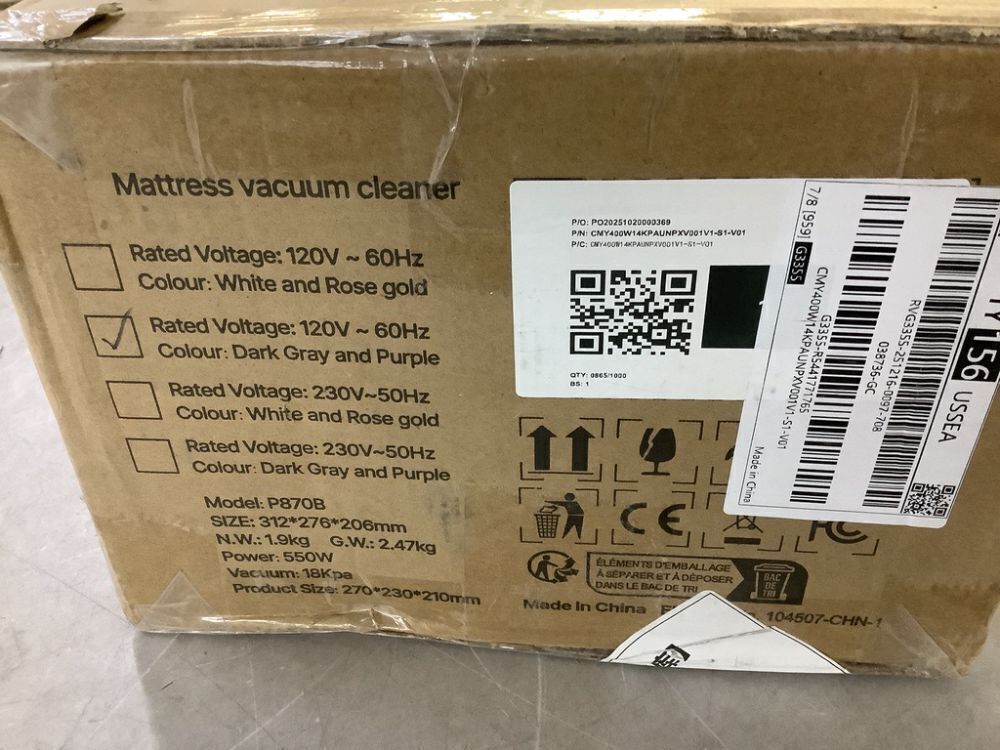 Mattress vacuum cleaner
Rated Voltage: 120V ~ 60Hz
Colour: White and Rose gold
Rated Voltage: 120V ~ 60Hz
Colour: Dark Gray and Purple
Rated Voltage: 230V~50Hz
Colour: White and Rose gold
Rated Voltage: 230V~50Hz
Colour: Dark Gray and Purple
Model: P870B
SIZE: 312*276*206mm
N.W.: 1.9kg G.W.: 2.47kg
Power: 550W
Vacuum: 18Kpa
Product Size: 270*230*210mm
P/O: PO20251020000369
P/N: CMY400W14KPAUNPXV001V1-S1-V01
P/C: CMY400W14KPAUNPXV001V1-S1-V01
QTY: 0865/1000
BS: 1
7/8 [959] G33SS
CMY400W14KPAUNPXV001V1-S1-V01
Made in China
156 USSEA
CE
FC
ÉLÉMENTS D'EMBALLAGE
À SÉPARER ET À DÉPOSER
DANS LE BAC DE TRI
BAC
DE
TRI
Made In China
104507-CHN-1